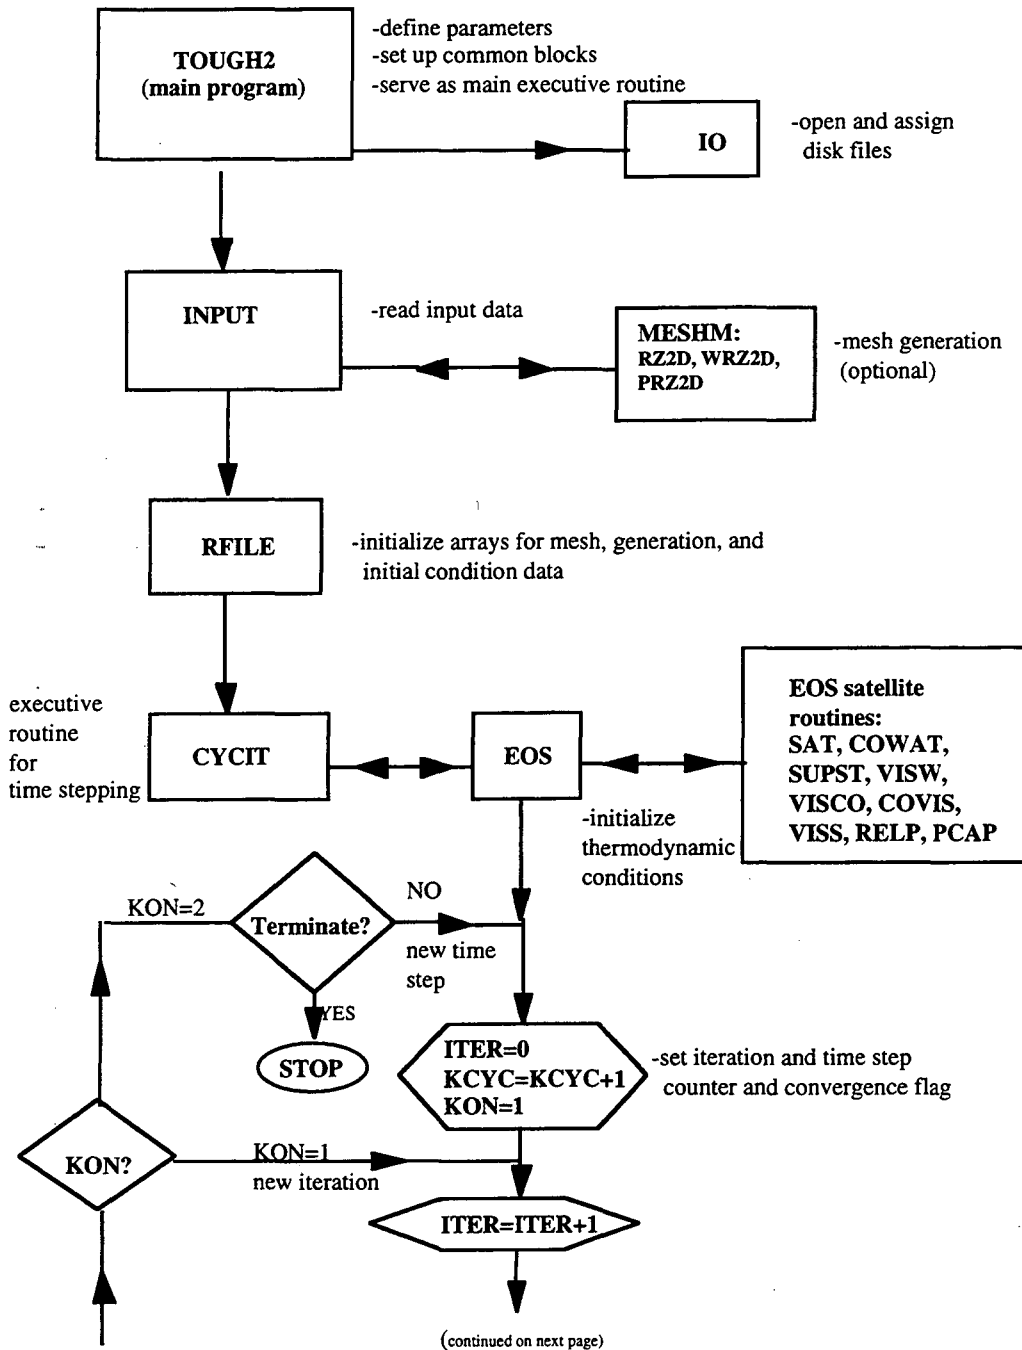 TOUGH2
(main program)
-define parameters
-set up common blocks
-serve as main executive routine
IO
-open and assign
disk files
INPUT
-read input data
MESHM:
RZ2D, WRZ2D,
PRZ2D
-mesh generation
(optional)
RFILE
-initialize arrays for mesh, generation, and
initial condition data
executive
routine
for
time stepping
CYCIT
EOS
-initialize
thermodynamic
conditions
EOS satellite
routines:
SAT, COWAT,
SUPST, VISW,
VISCO, COVIS,
VISS, RELP, PCAP
KON=2
Terminate?
NO
new time
step
YES
STOP
ITER=0
KCYC=KCYC+1
KON=1
-set iteration and time step
counter and convergence flag
KON?
KON=1
new iteration
ITER=ITER+1
(continued on next page)